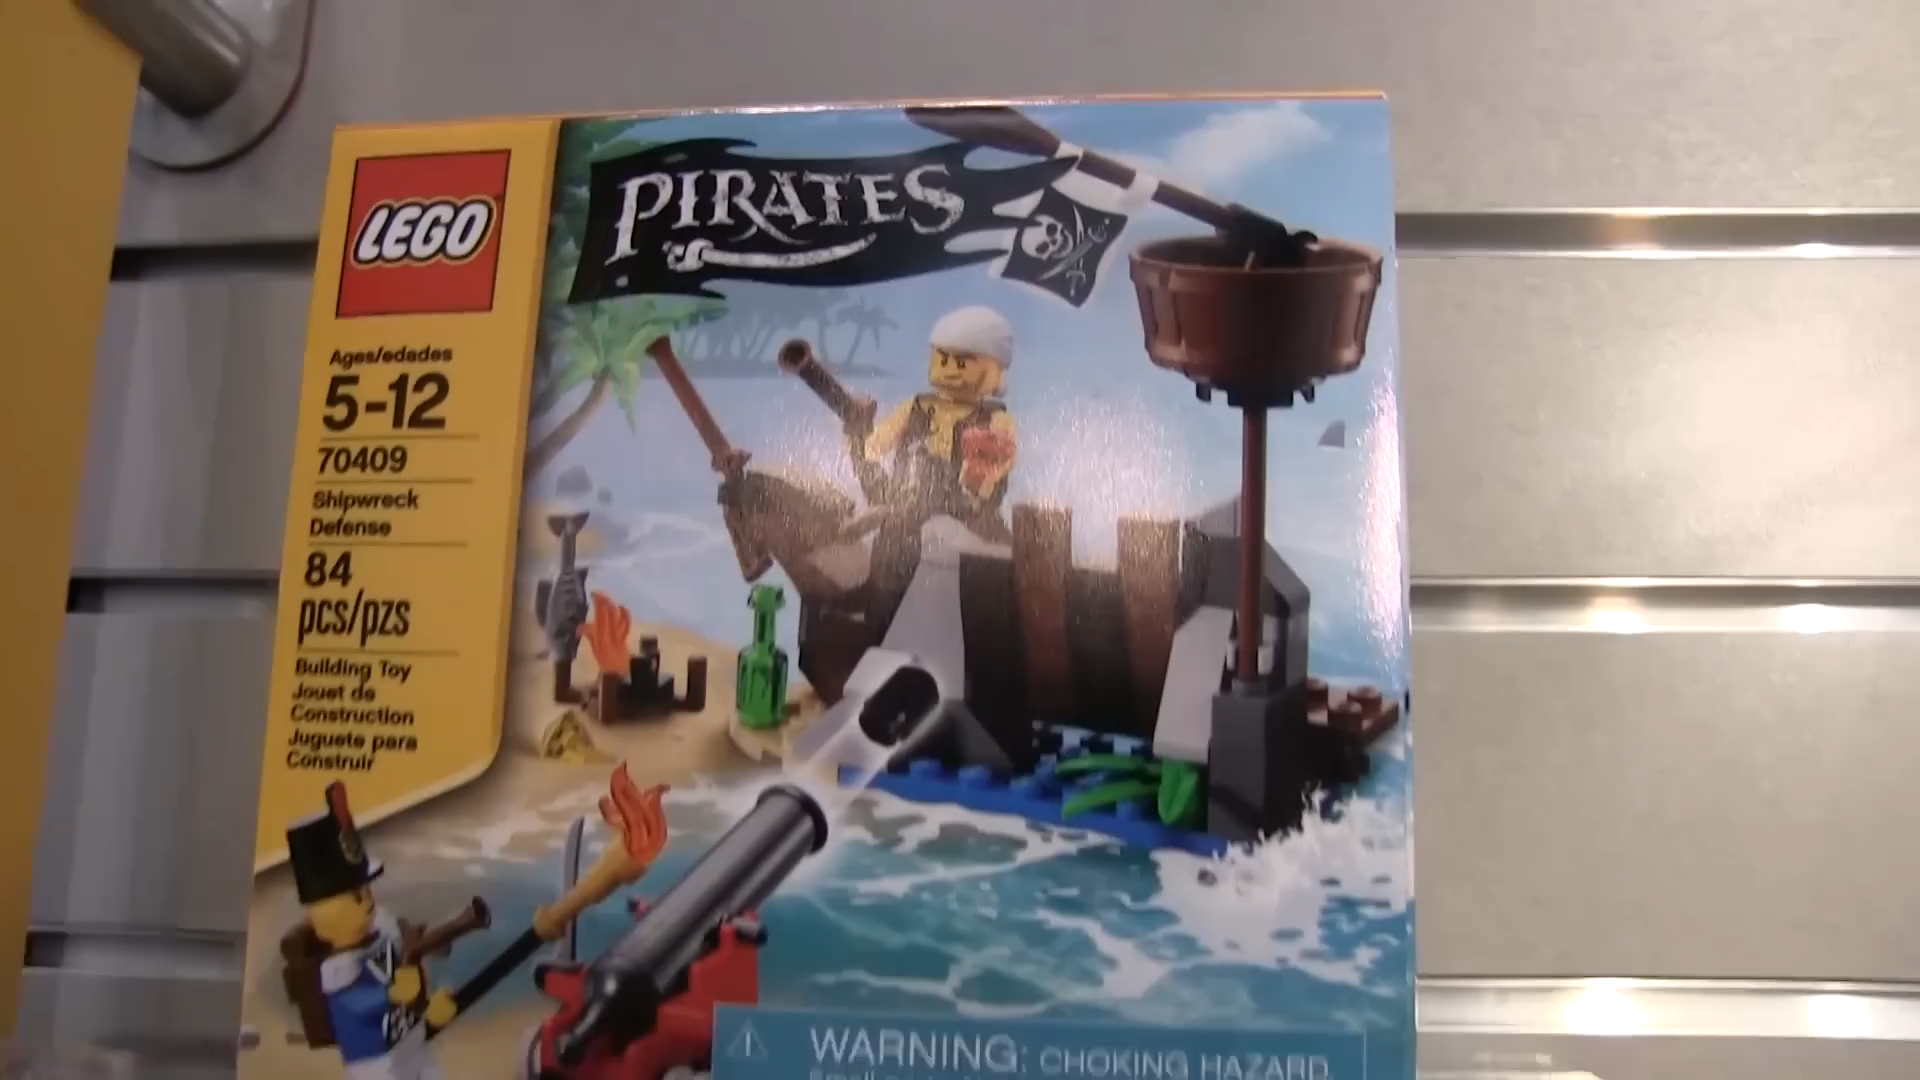 LEGO
PIRATES
Ages/edades
5-12
70409
Shipwreck
Defense
84
pcs/pzs
Building Toy
Jouet de
Construction
Juguete para
Construir
WARNING: CHOKING HAZARD.